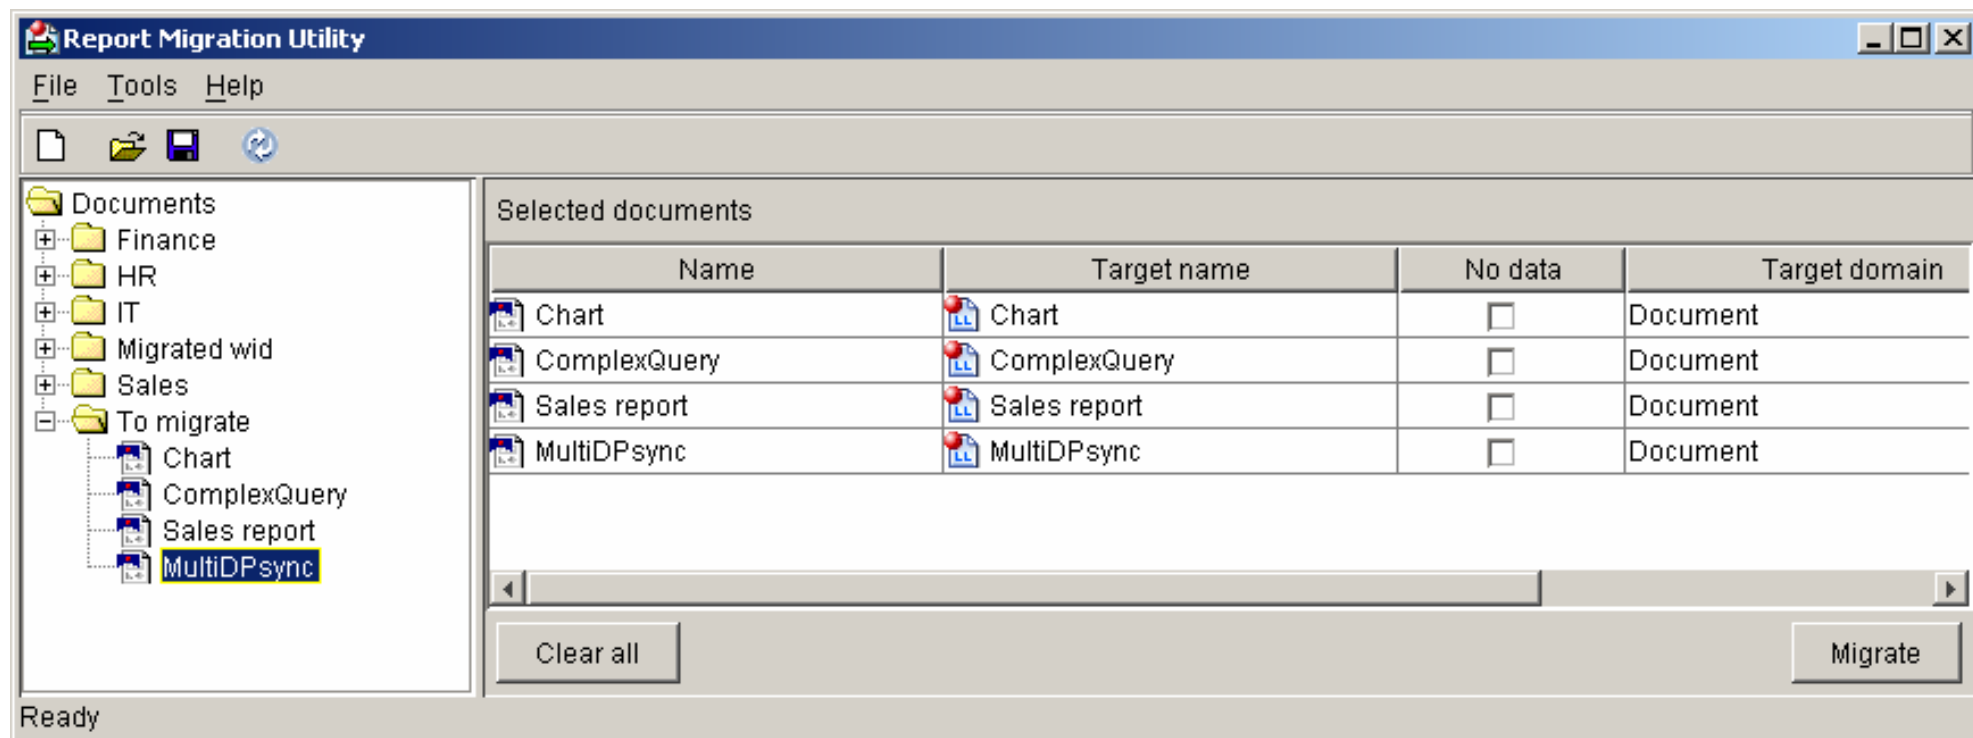 Report Migration Utility
File Tools Help
Documents
Finance
HR
IT
Migrated wid
Sales
To migrate
Chart
ComplexQuery
Sales report
MultiDPsync
Selected documents
Name Target name No data Target domain
Chart Chart Document
ComplexQuery ComplexQuery Document
Sales report Sales report Document
MultiDPsync MultiDPsync Document
Clear all Migrate
Ready